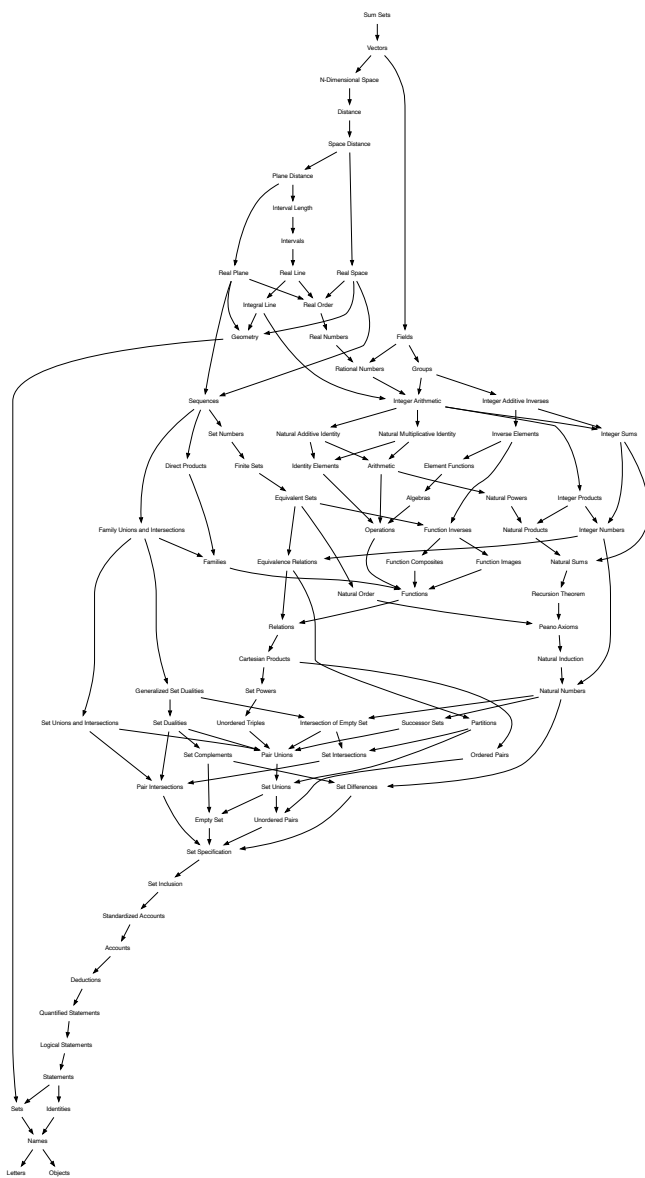 Sum Sets
Vectors
N-Dimensional Space
Distance
Space Distance
Plane Distance
Interval Length
Intervals
Real Plane
Real Line
Real Space
Integral Line
Real Order
Geometry
Real Numbers
Fields
Rational Numbers
Groups
Sequences
Integer Arithmetic
Integer Additive Inverses
Set Numbers
Natural Additive Identity
Natural Multiplicative Identity
Inverse Elements
Integer Sums
Direct Products
Finite Sets
Identity Elements
Arithmetic
Element Functions
Equivalent Sets
Algebras
Natural Powers
Integer Products
Family Unions and Intersections
Operations
Function Inverses
Natural Products
Integer Numbers
Families
Equivalence Relations
Function Composites
Function Images
Natural Sums
Natural Order
Functions
Recursion Theorem
Relations
Peano Axioms
Cartesian Products
Natural Induction
Generalized Set Dualities
Set Powers
Natural Numbers
Set Unions and Intersections
Set Dualities
Unordered Triples
Intersection of Empty Set
Successor Sets
Partitions
Set Complements
Pair Unions
Set Intersections
Ordered Pairs
Pair Intersections
Set Unions
Set Differences
Empty Set
Unordered Pairs
Set Specification
Set Inclusion
Standardized Accounts
Accounts
Deductions
Quantified Statements
Logical Statements
Statements
Sets
Identities
Names
Letters
Objects